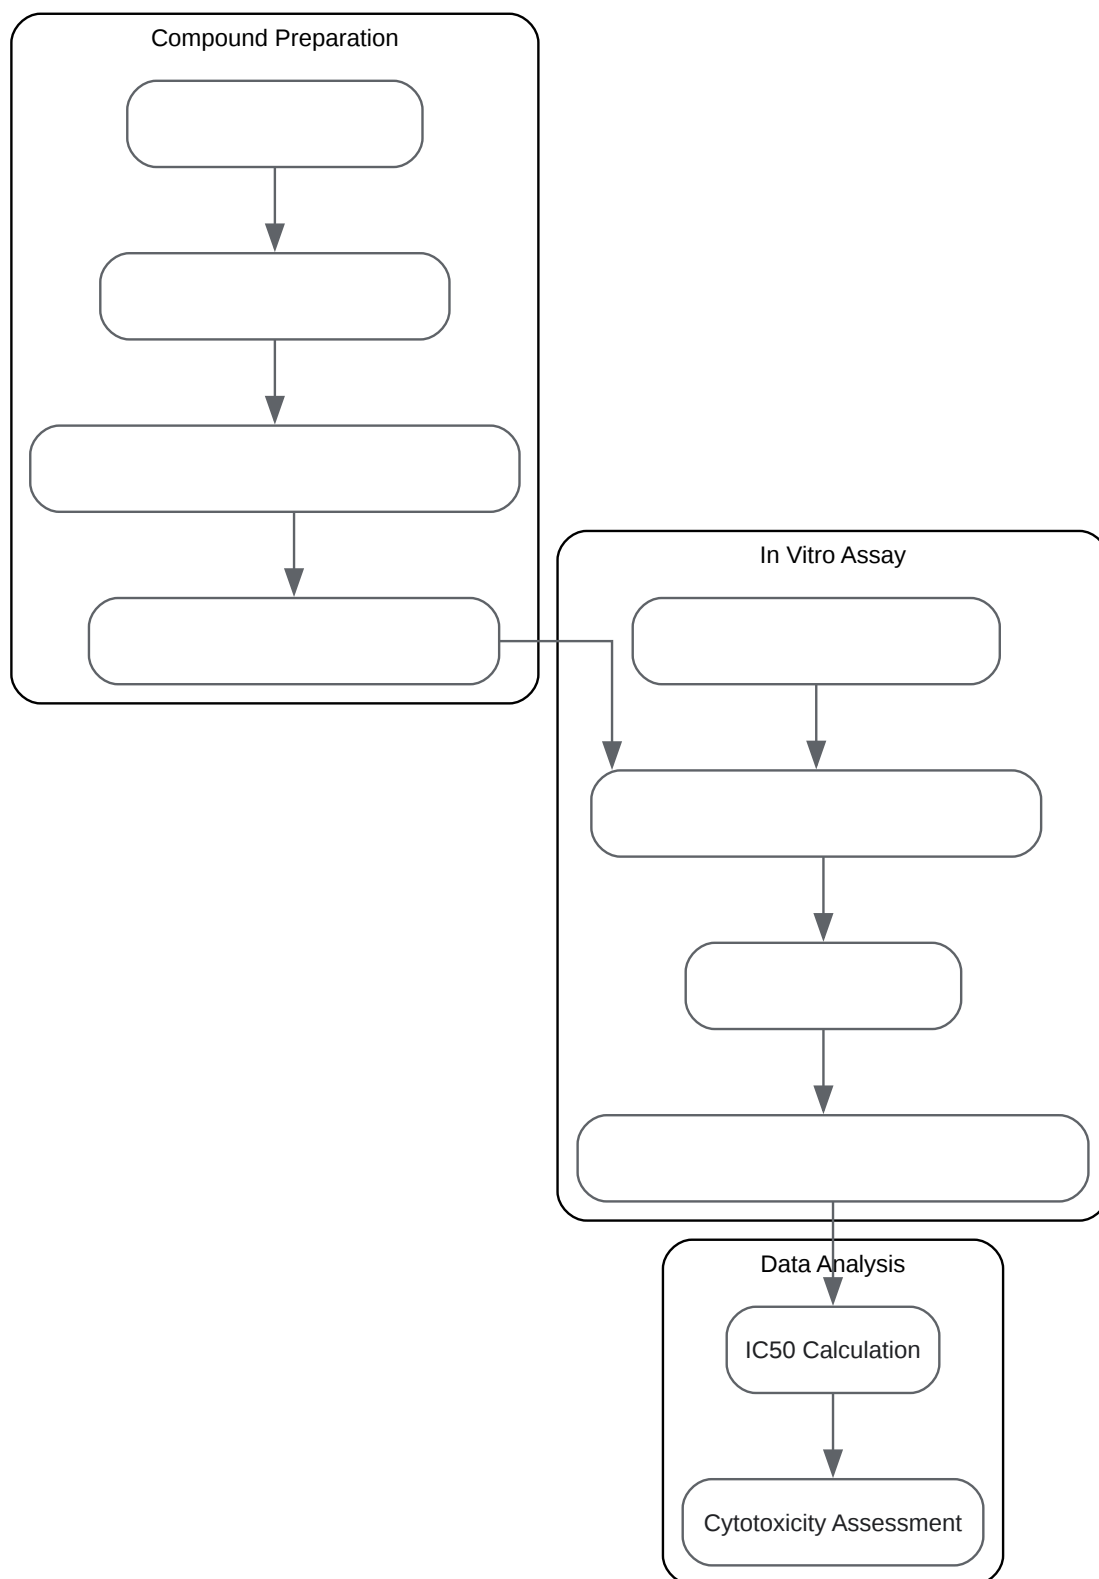 Compound Preparation
In Vitro Assay
Data Analysis
IC50 Calculation
Cytotoxicity Assessment